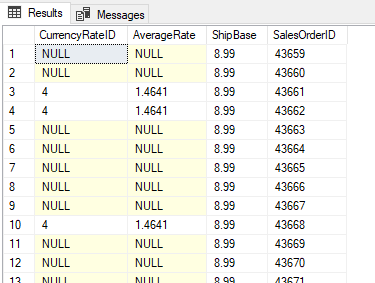 Results Messages
CurrencyRateID AverageRate ShipBase SalesOrderID
1 NULL NULL 8.99 43659
2 NULL NULL 8.99 43660
3 4 1.4641 8.99 43661
4 4 1.4641 8.99 43662
5 NULL NULL 8.99 43663
6 NULL NULL 8.99 43664
7 NULL NULL 8.99 43665
8 NULL NULL 8.99 43666
9 NULL NULL 8.99 43667
10 4 1.4641 8.99 43668
11 NULL NULL 8.99 43669
12 NULL NULL 8.99 43670
13 NULL NULL 8.99 43671